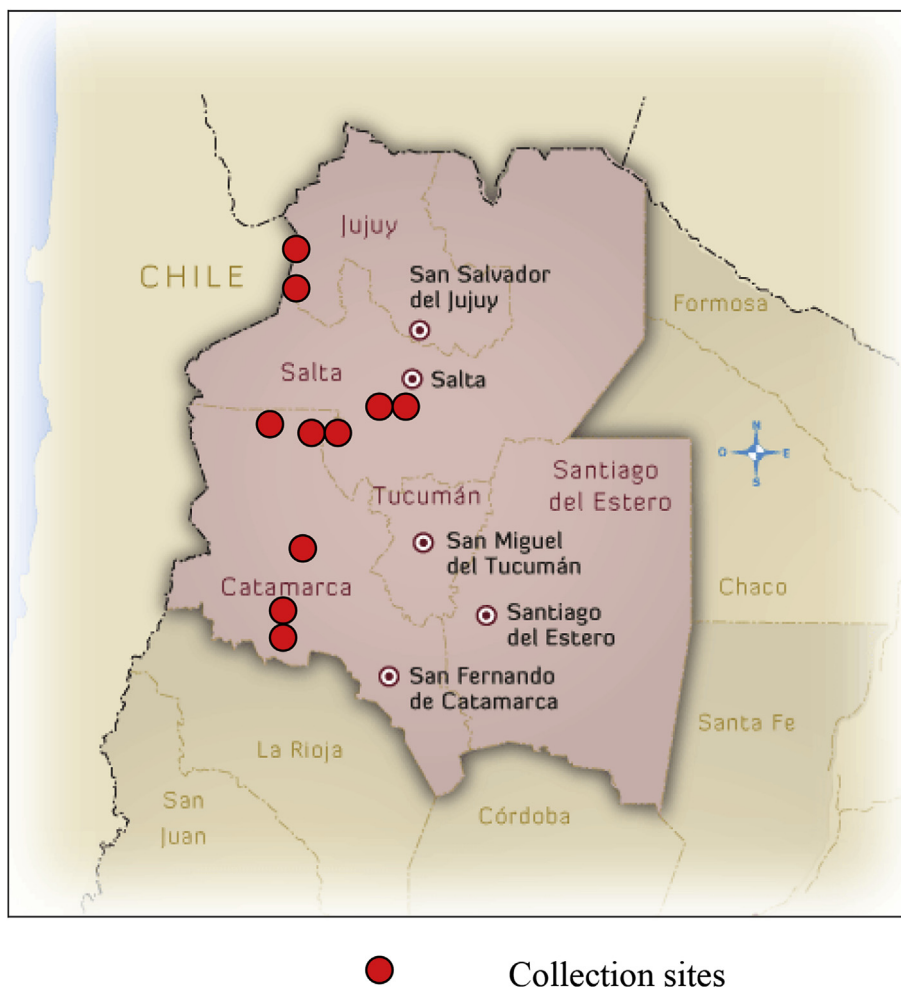 Jujuy
CHILE
San Salvador
del Jujuy
Formosa
Salta
Salta
N
O
E
S
Santiago
del Estero
Tucumán
San Miguel
del Tucumán
Catamarca
Chaco
Santiago
del Estero
San Fernando
de Catamarca
Santa Fe
La Rioja
San
Juan
Córdoba
Collection sites